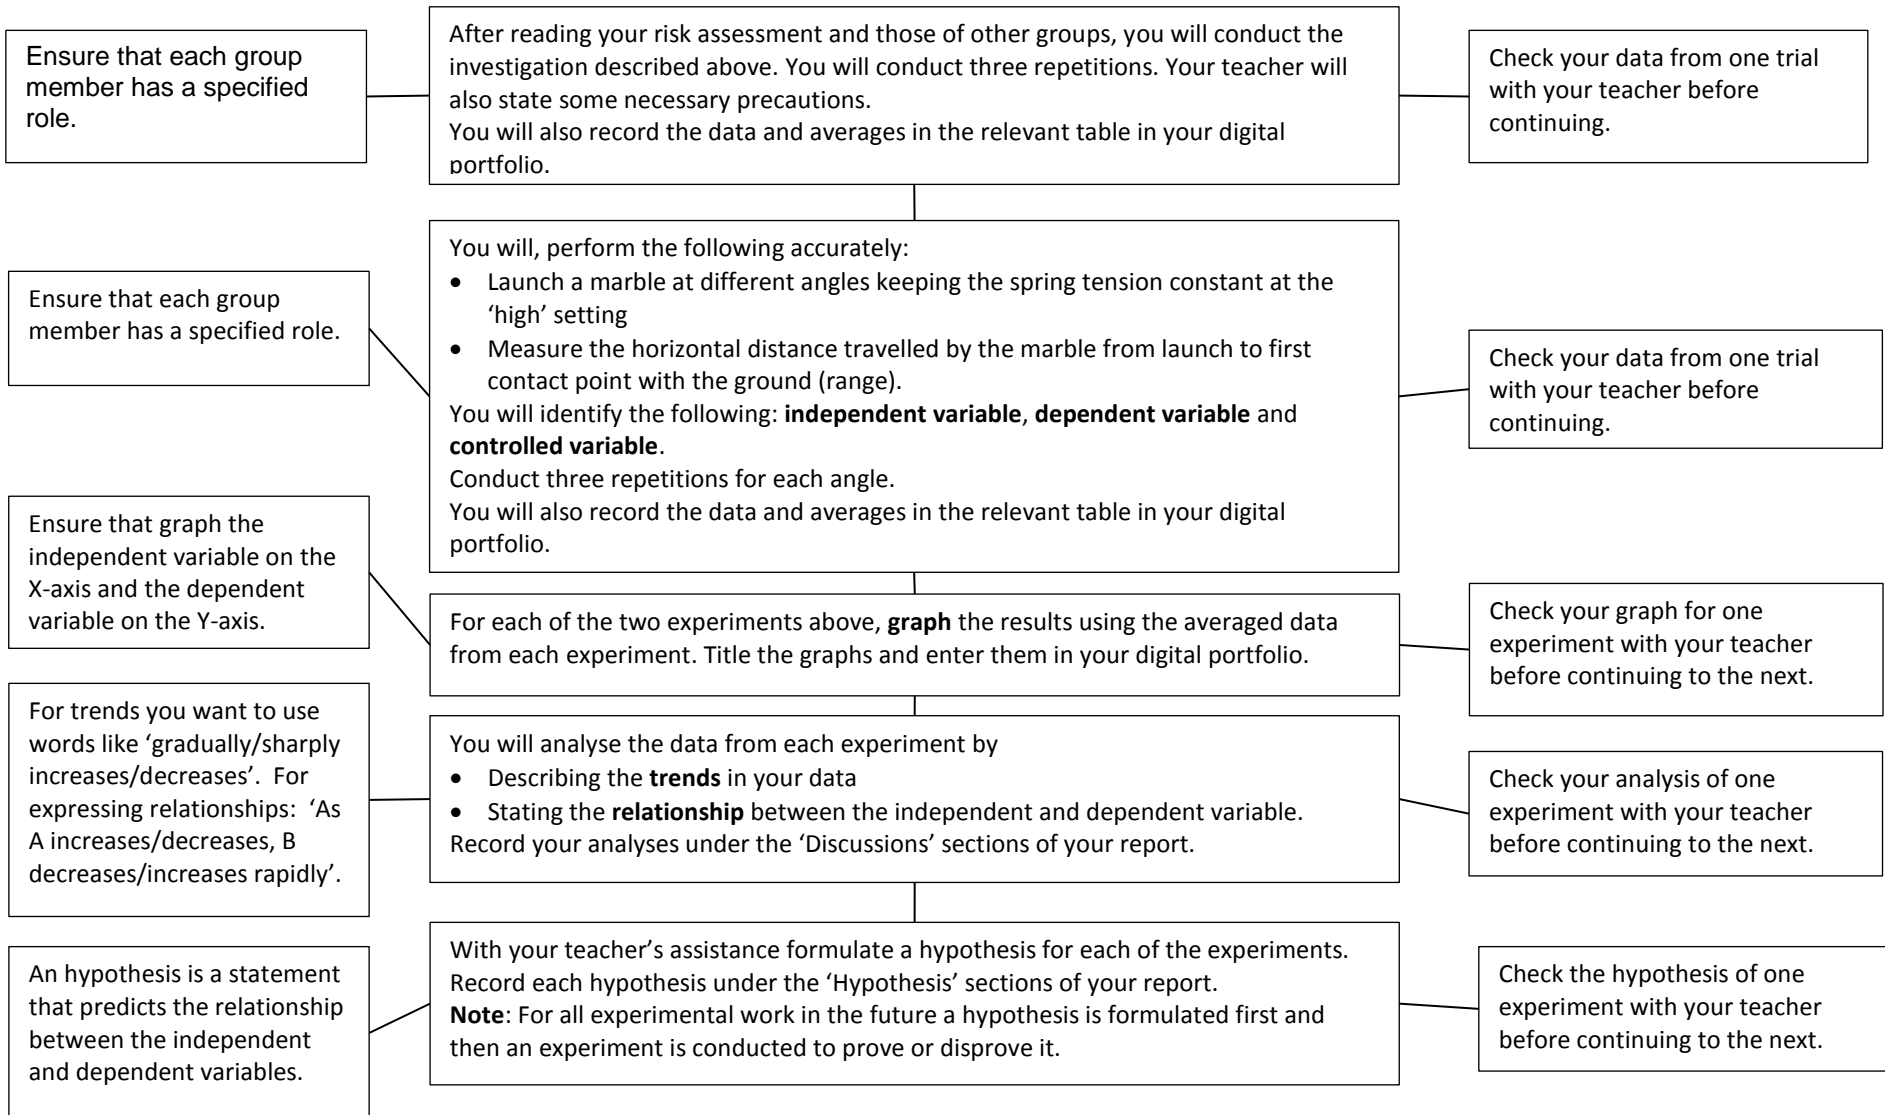 Ensure that each group
member has a specified
role.
After reading your risk assessment and those of other groups, you will conduct the
investigation described above. You will conduct three repetitions. Your teacher will
also state some necessary precautions.
You will also record the data and averages in the relevant table in your digital
portfolio.
Check your data from one trial
with your teacher before
continuing.
Ensure that each group
member has a specified role.
You will, perform the following accurately:
• Launch a marble at different angles keeping the spring tension constant at the
‘high’ setting
• Measure the horizontal distance travelled by the marble from launch to first
contact point with the ground (range).
You will identify the following: independent variable, dependent variable and
controlled variable.
Conduct three repetitions for each angle.
You will also record the data and averages in the relevant table in your digital
portfolio.
Check your data from one trial
with your teacher before
continuing.
Ensure that graph the
independent variable on the
X-axis and the dependent
variable on the Y-axis.
For each of the two experiments above, graph the results using the averaged data
from each experiment. Title the graphs and enter them in your digital portfolio.
Check your graph for one
experiment with your teacher
before continuing to the next.
For trends you want to use
words like ‘gradually/sharply
increases/decreases’.  For
expressing relationships:  ‘As
A increases/decreases, B
decreases/increases rapidly’.
You will analyse the data from each experiment by
• Describing the trends in your data
• Stating the relationship between the independent and dependent variable.
Record your analyses under the ‘Discussions’ sections of your report.
Check your analysis of one
experiment with your teacher
before continuing to the next.
An hypothesis is a statement
that predicts the relationship
between the independent
and dependent variables.
With your teacher’s assistance formulate a hypothesis for each of the experiments.
Record each hypothesis under the ‘Hypothesis’ sections of your report.
Note: For all experimental work in the future a hypothesis is formulated first and
then an experiment is conducted to prove or disprove it.
Check the hypothesis of one
experiment with your teacher
before continuing to the next.